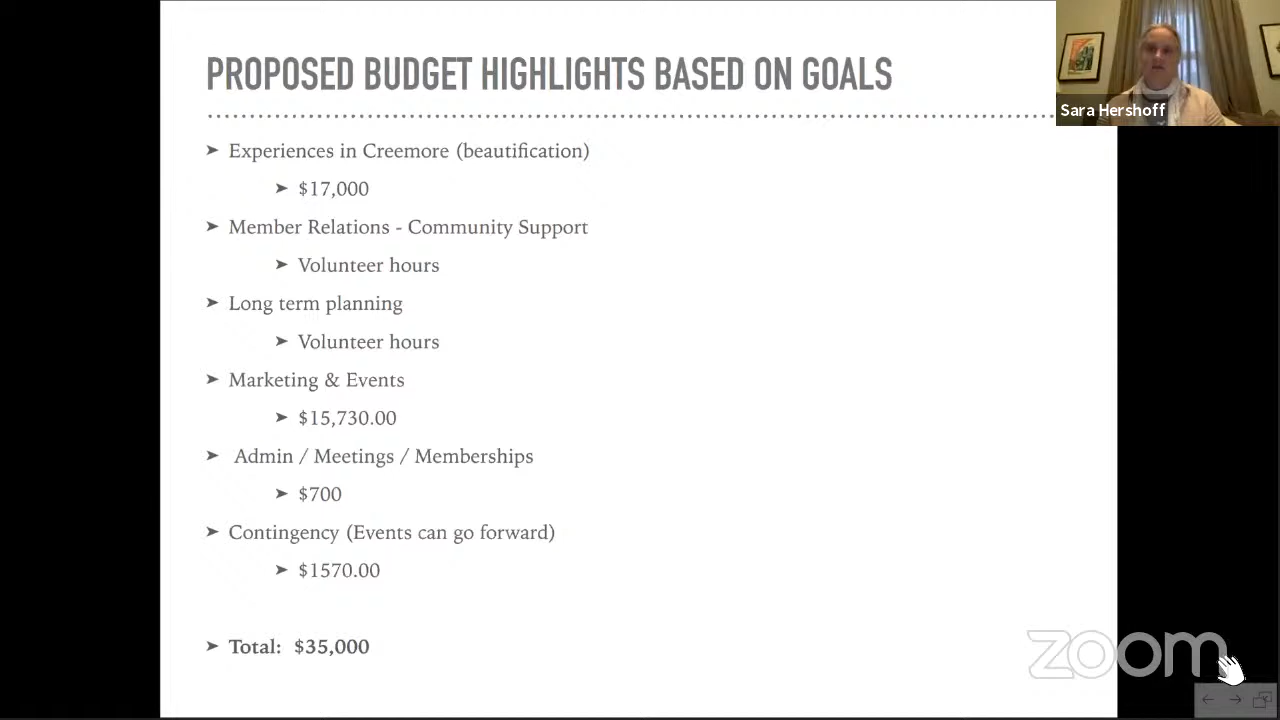 PROPOSED BUDGET HIGHLIGHTS BASED ON GOALS
Sara Hershoff
➤ Experiences in Creemore (beautification)
➤ $17,000
➤ Member Relations - Community Support
➤ Volunteer hours
➤ Long term planning
➤ Volunteer hours
➤ Marketing & Events
➤ $15,730.00
➤ Admin / Meetings / Memberships
➤ $700
➤ Contingency (Events can go forward)
➤ $1570.00
➤ Total: $35,000
zoom